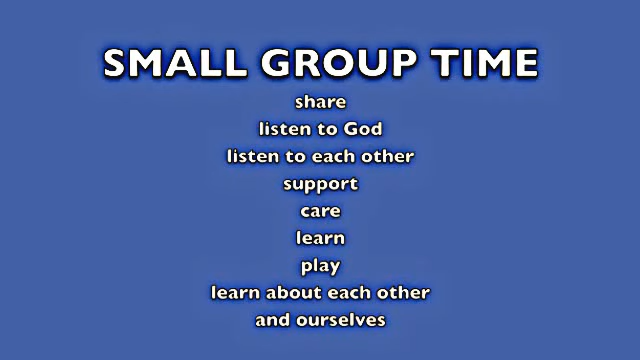 SMALL GROUP TIME
share
listen to God
listen to each other
support
care
learn
play
learn about each other
and ourselves